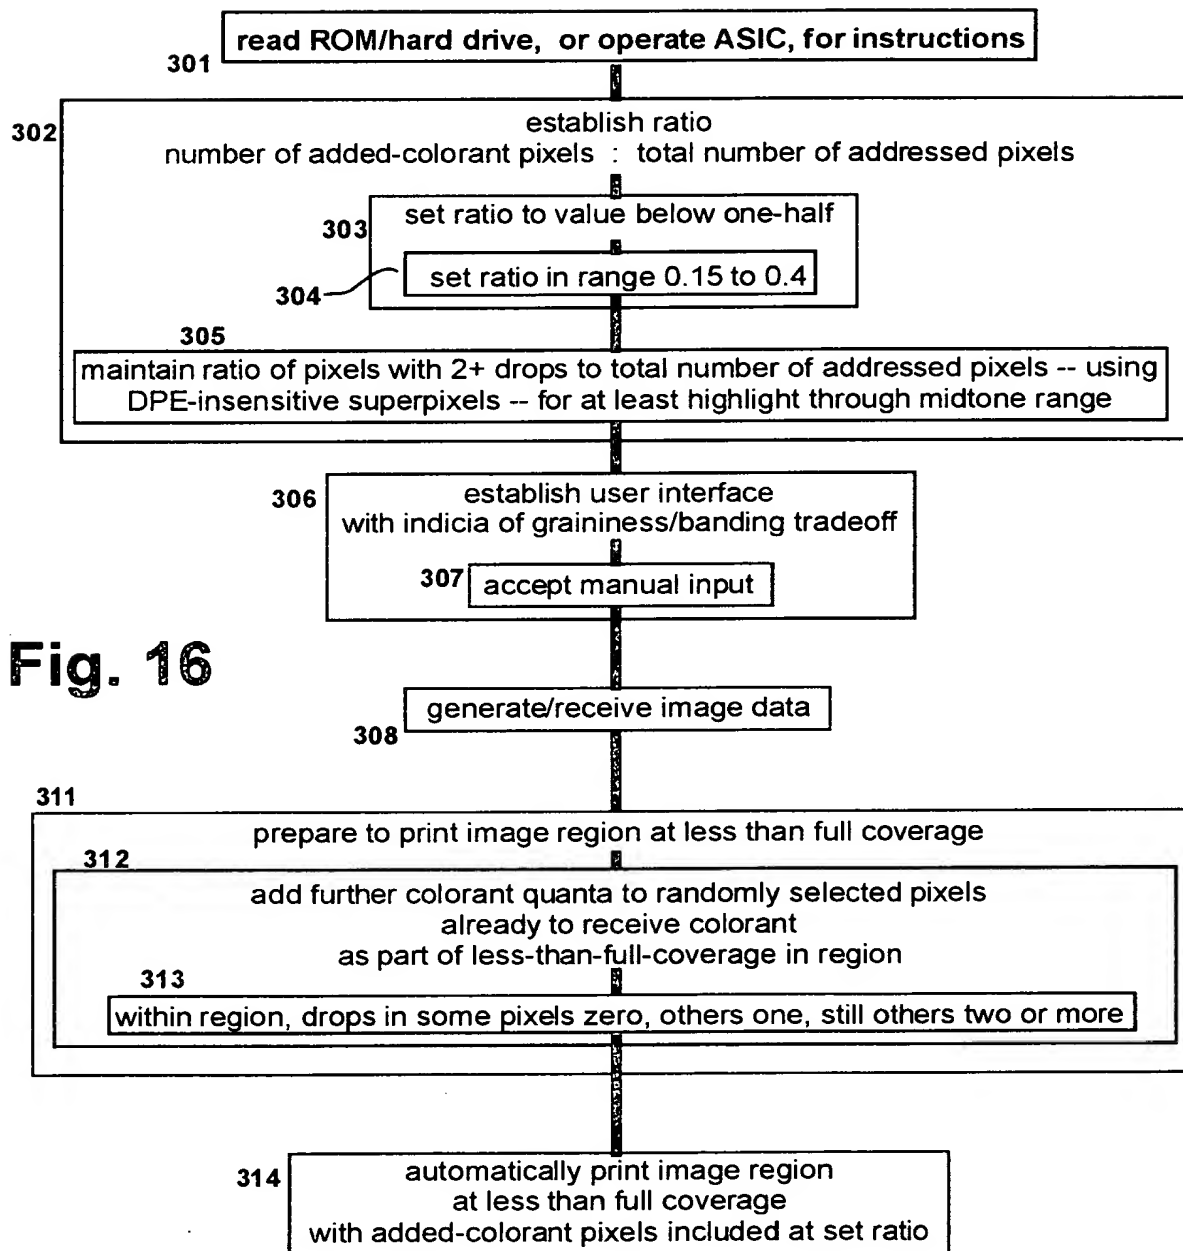 read ROM/hard drive, or operate ASIC, for instructions
301
302
establish ratio
number of added-colorant pixels : total number of addressed pixels
303
set ratio to value below one-half
304
set ratio in range 0.15 to 0.4
305
maintain ratio of pixels with 2+ drops to total number of addressed pixels -- using
DPE-insensitive superpixels -- for at least highlight through midtone range
306
establish user interface
with indicia of graininess/banding tradeoff
307
accept manual input
Fig. 16
generate/receive image data
308
311
prepare to print image region at less than full coverage
312
add further colorant quanta to randomly selected pixels
already to receive colorant
as part of less-than-full-coverage in region
313
within region, drops in some pixels zero, others one, still others two or more
314
automatically print image region
at less than full coverage
with added-colorant pixels included at set ratio